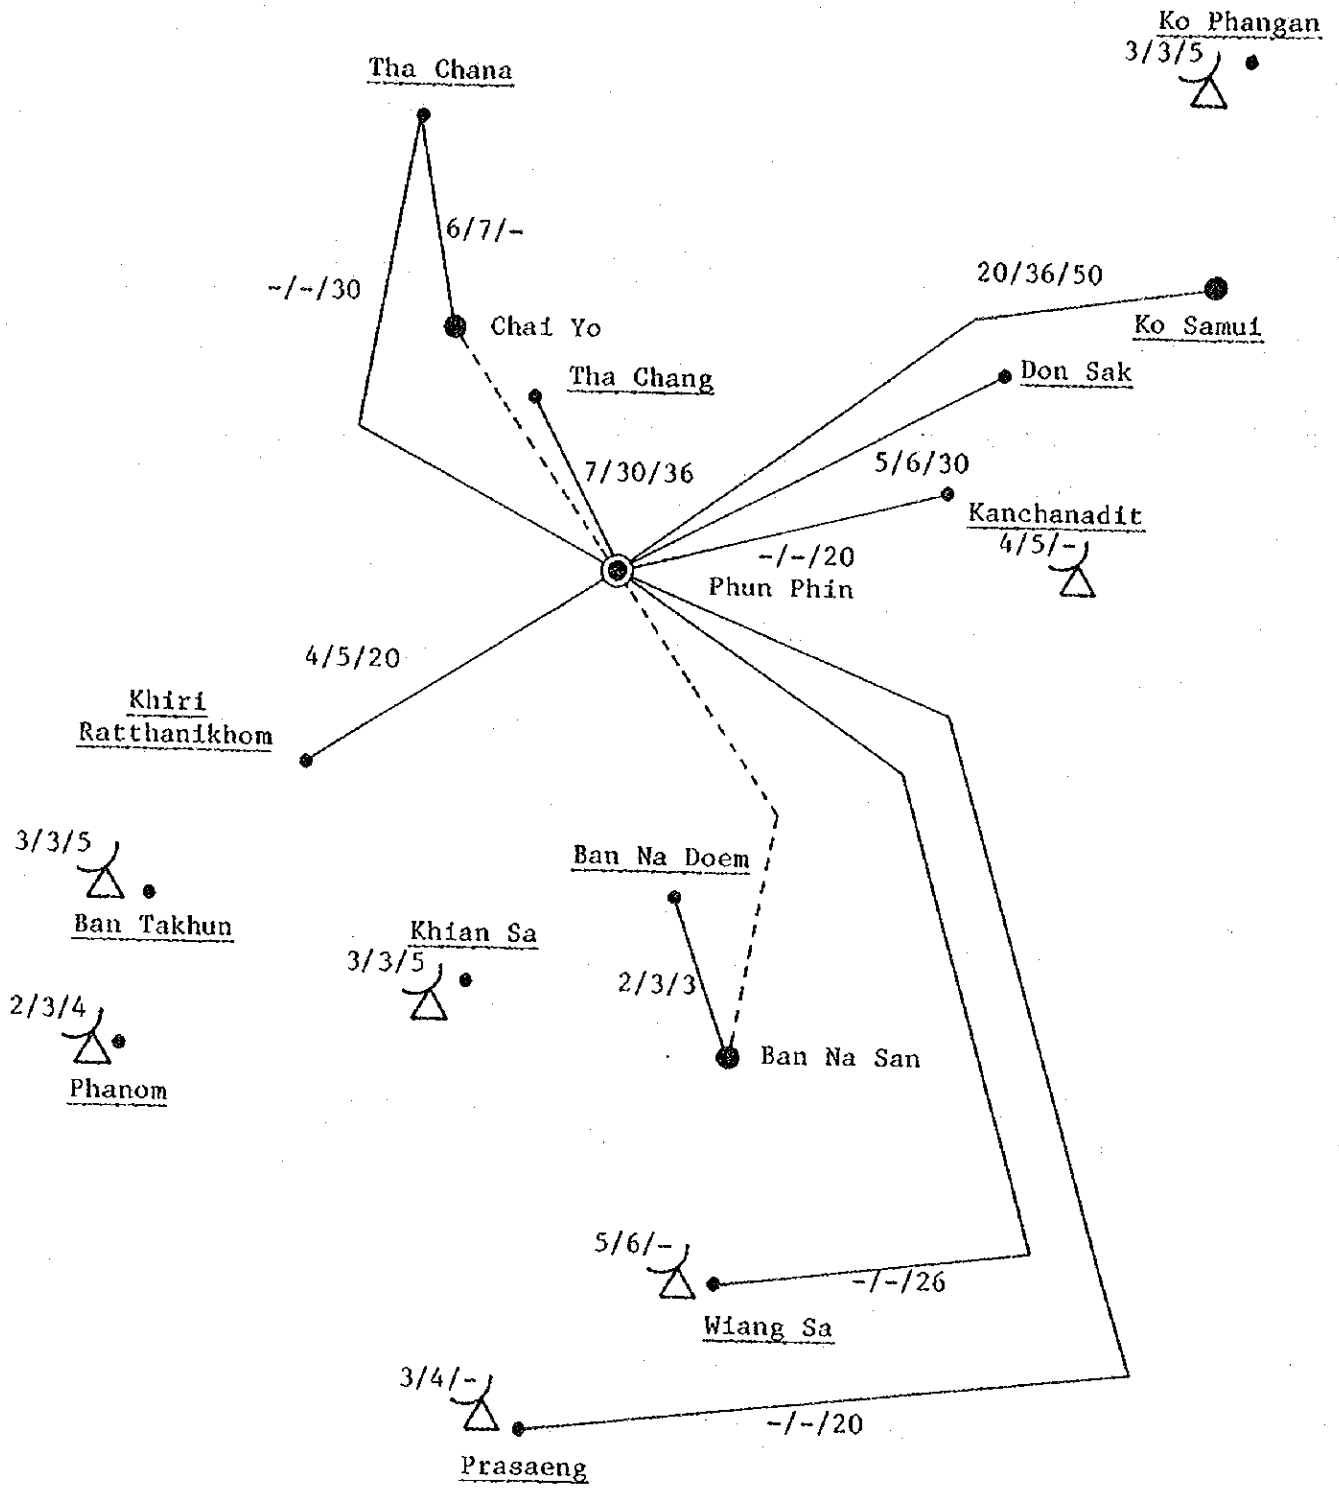 Ko Phangan
3/3/5
Tha Chana
6/7/-
-/-/30
20/36/50
Chai Yo
Ko Samui
Tha Chang
Don Sak
7/30/36
5/6/30
Kanchanadit
4/5/-
-/-/20
Phun Phin
4/5/20
Khiri
Ratthanikhom
3/3/5
Ban Takhun
Ban Na Doem
Khian Sa
3/3/5
2/3/3
2/3/4
Phanom
Ban Na San
5/6/-
-/-/26
Wiang Sa
3/4/-
-/-/20
Prasaeng